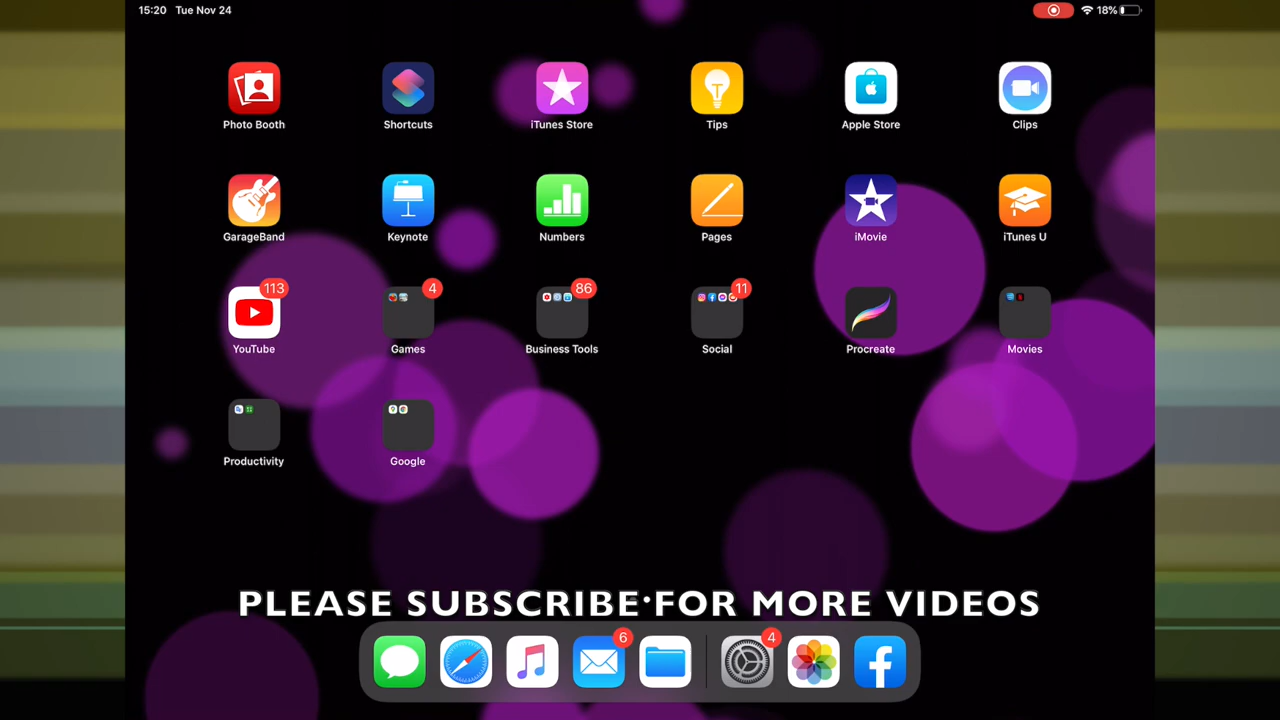 15:20 Tue Nov 24 18%
Photo Booth Shortcuts iTunes Store Tips Apple Store Clips
GarageBand Keynote Numbers Pages iMovie iTunes U
113 4 86 11
YouTube Games Business Tools Social Procreate Movies
Productivity Google
PLEASE SUBSCRIBE·FOR MORE VIDEOS
6 4